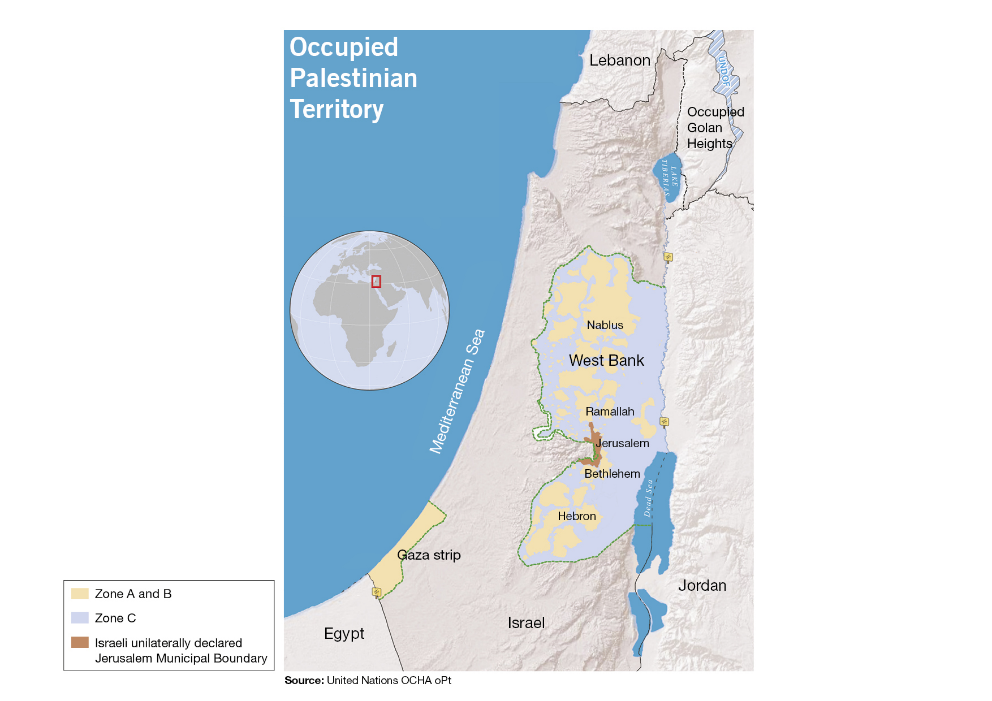 Occupied
Palestinian
Territory
Lebanon
UNDOF
Occupied
Golan
Heights
LAKE
TIBERIAS
Mediterranean Sea
Nablus
West Bank
Ramallah
Jerusalem
Bethlehem
Dead Sea
Hebron
Gaza strip
Jordan
Israel
Egypt
Zone A and B
Zone C
Israeli unilaterally declared
Jerusalem Municipal Boundary
Source: United Nations OCHA oPt